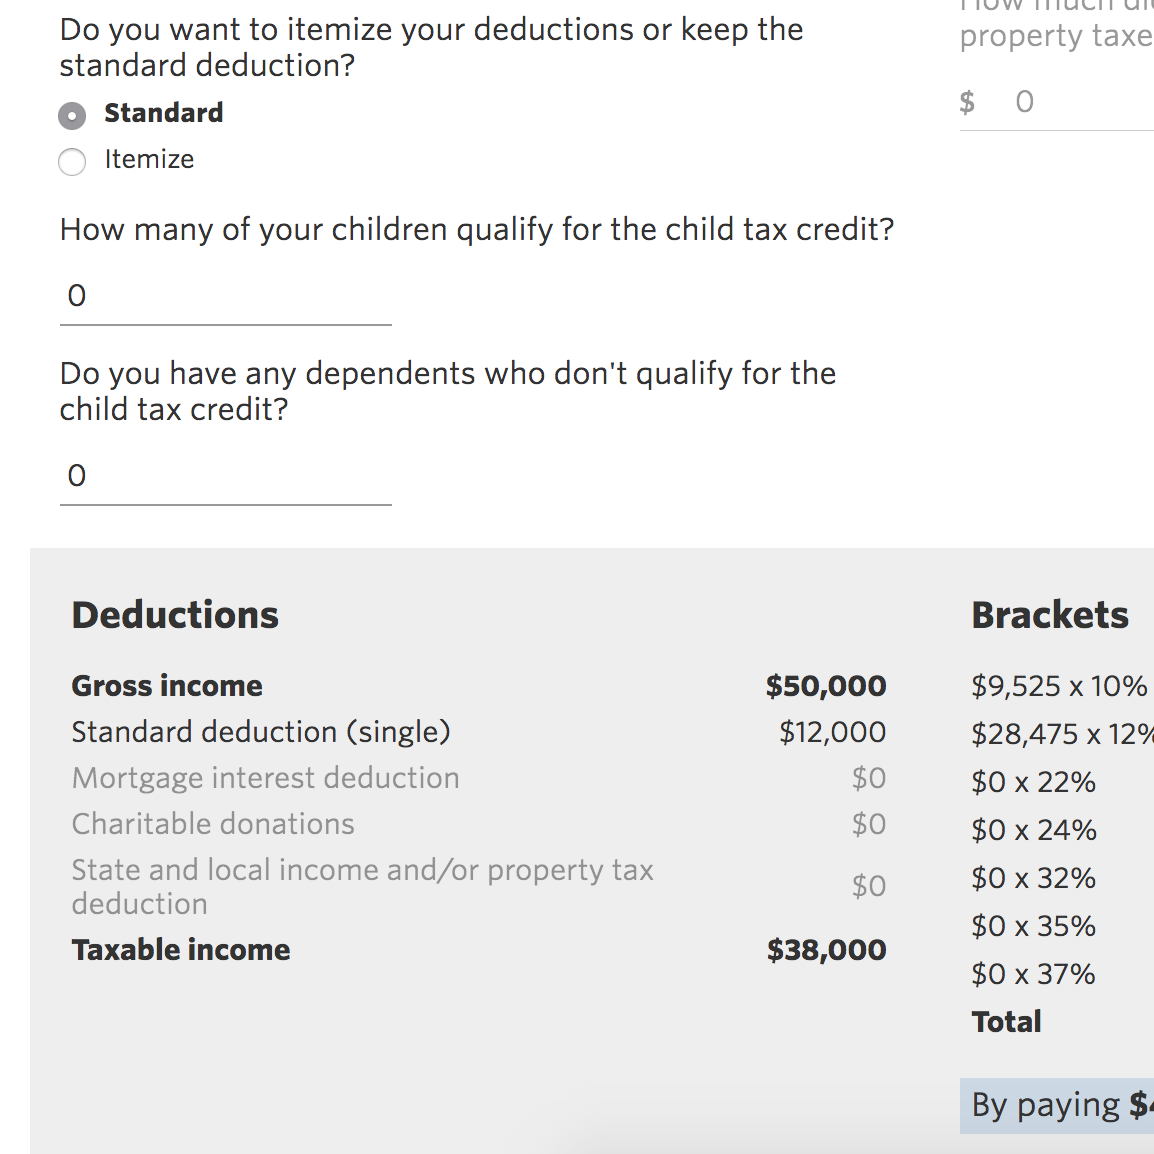 Do you want to itemize your deductions or keep the
standard deduction?
Standard
Itemize
How many of your children qualify for the child tax credit?
0
Do you have any dependents who don't qualify for the
child tax credit?
0
How much
property taxe
$ 0
Deductions
Gross income $50,000
Standard deduction (single) $12,000
Mortgage interest deduction $0
Charitable donations $0
State and local income and/or property tax
deduction $0
Taxable income $38,000
Brackets
$9,525 x 10%
$28,475 x 12%
$0 x 22%
$0 x 24%
$0 x 32%
$0 x 35%
$0 x 37%
Total
By paying $